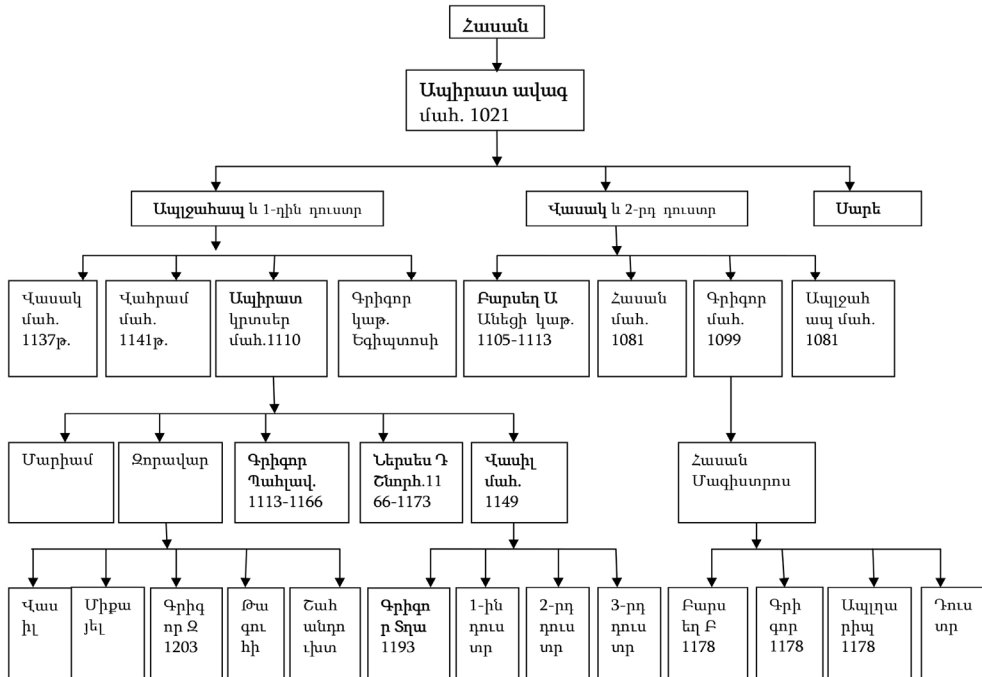 Հասան
Ապիրատ ավագ
մահ. 1021
Ապլջահապ և 1-դին դուստր
Վասակ և 2-րդ դուստր
Սարե
Վասակ
մահ.
1137թ.
Վահրամ
մահ.
1141թ.
Ապիրատ
կրտսեր
մահ.1110
Գրիգոր
կաթ.
Եգիպտոսի
Բարսեղ Ա
Անեցի կաթ.
1105-1113
Հասան
մահ.
1081
Գրիգոր
մահ.
1099
Ապլջահ
ապ մահ.
1081
Մարիամ
Զորավար
Գրիգոր
Պահլավ.
1113-1166
Ներսես Դ
Շնորհ.11
66-1173
Վասիլ
մահ.
1149
Հասան
Մագիստրոս
Վաս
իլ
Միքա
յել
Գրիգ
որ Զ
1203
Թա
գու
հի
Շահ
անդո
ւխտ
Գրիգո
ր Տղա
1193
1-ին
դուս
տր
2-րդ
դուս
տր
3-րդ
դուս
տր
Բարս
եղ Բ
1178
Գրի
գոր
1178
Ապլղա
րիպ
1178
Դուս
տր